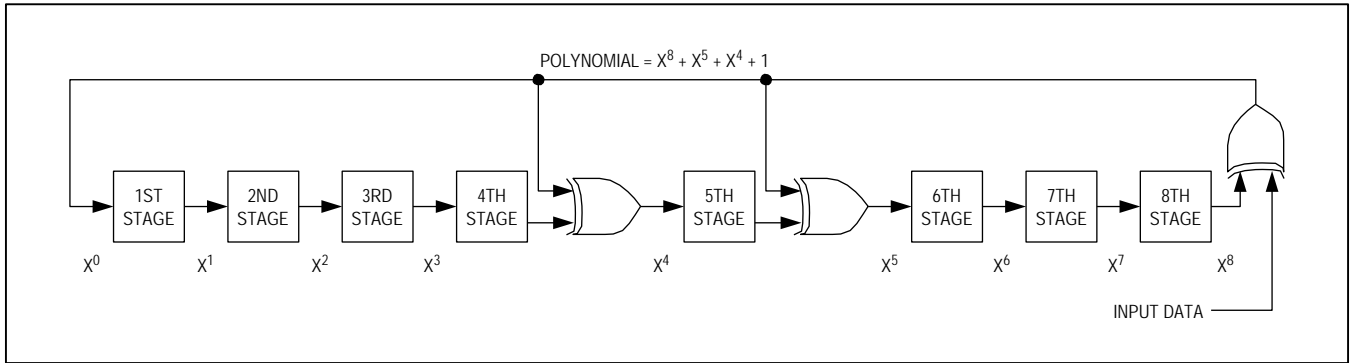 POLYNOMIAL = X⁸ + X⁵ + X⁴ + 1
1ST
STAGE
2ND
STAGE
3RD
STAGE
4TH
STAGE
5TH
STAGE
6TH
STAGE
7TH
STAGE
8TH
STAGE
X⁰
X¹
X²
X³
X⁴
X⁵
X⁶
X⁷
X⁸
INPUT DATA